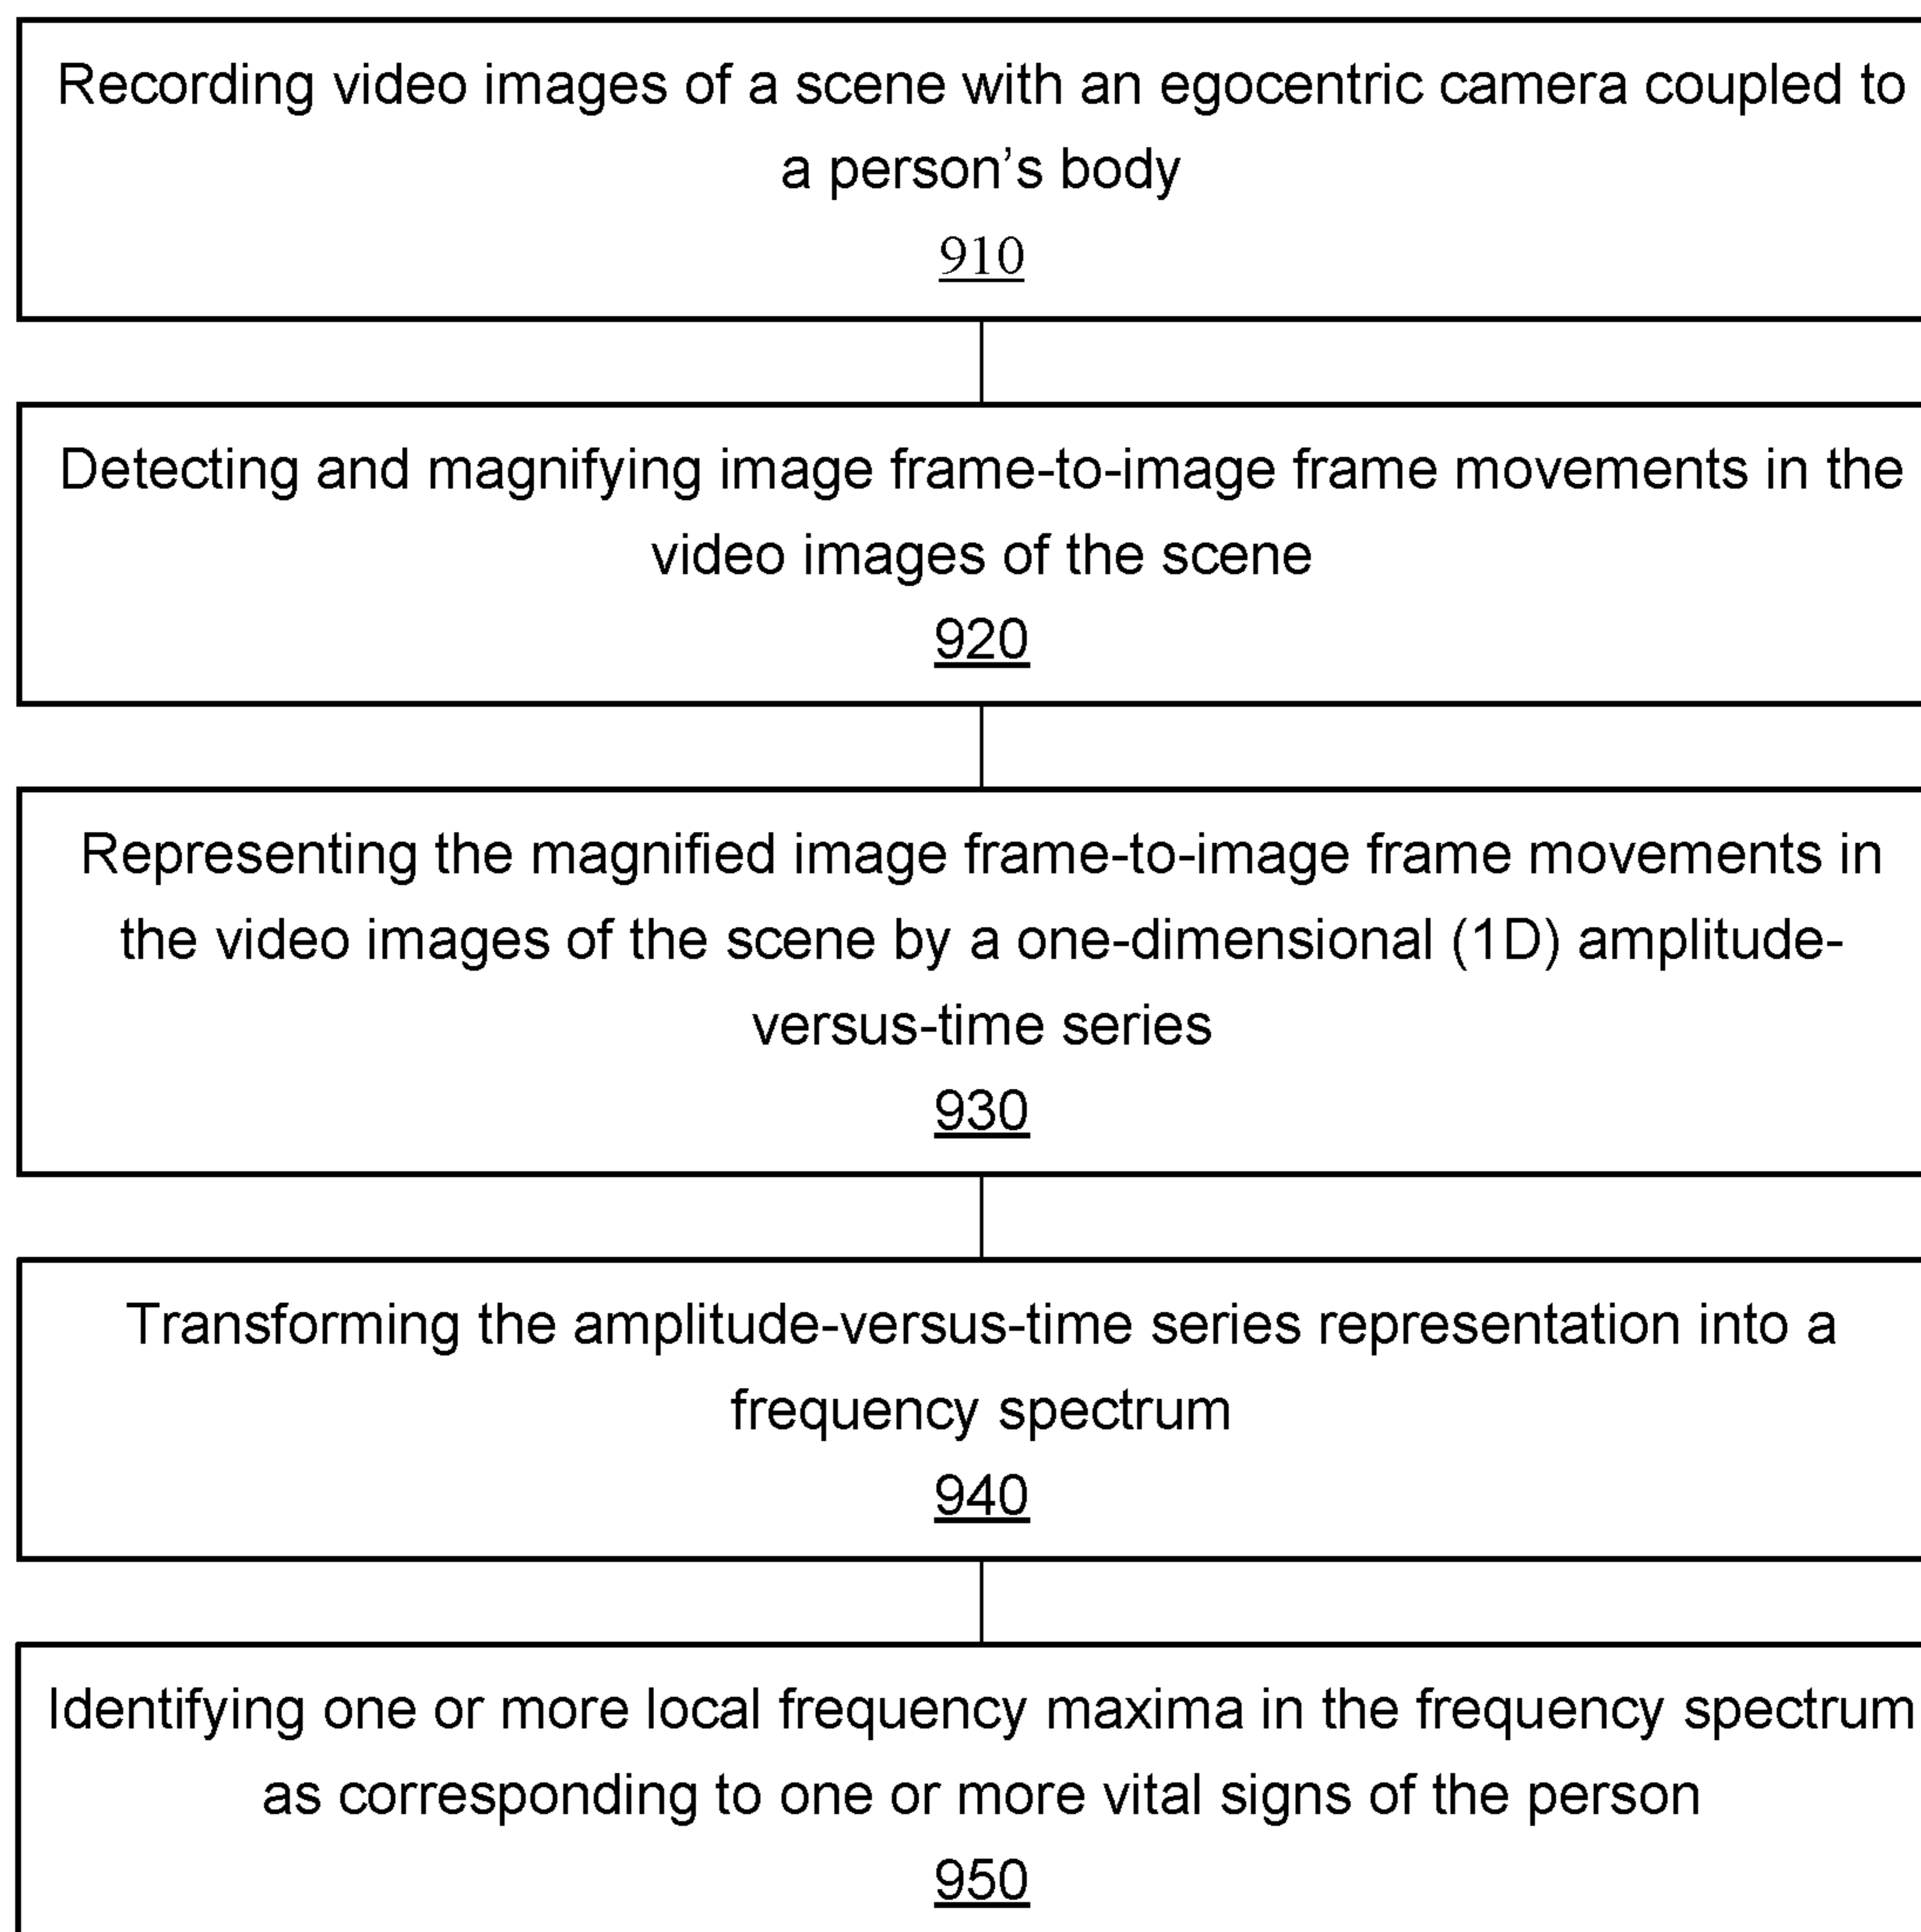 Recording video images of a scene with an egocentric camera coupled to
a person's body
910
Detecting and magnifying image frame-to-image frame movements in the
video images of the scene
920
Representing the magnified image frame-to-image frame movements in
the video images of the scene by a one-dimensional (1D) amplitude-
versus-time series
930
Transforming the amplitude-versus-time series representation into a
frequency spectrum
940
Identifying one or more local frequency maxima in the frequency spectrum
as corresponding to one or more vital signs of the person
950